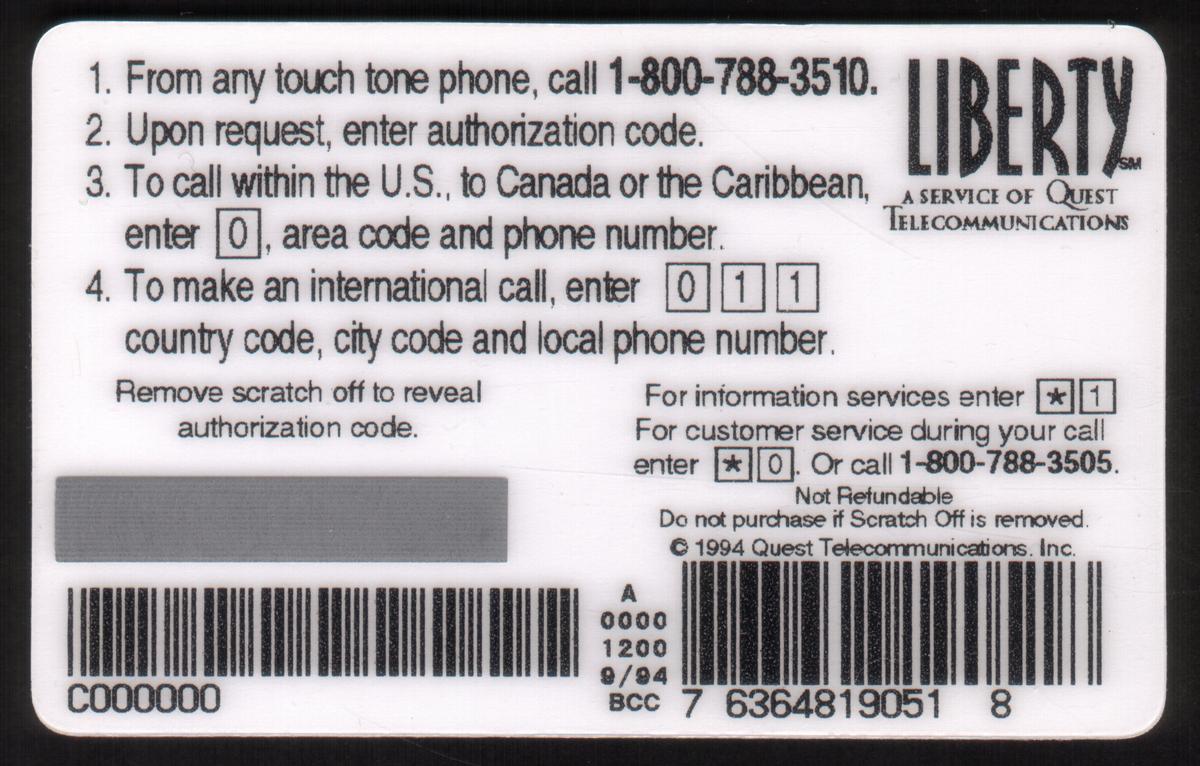 1. From any touch tone phone, call 1-800-788-3510.
2. Upon request, enter authorization code.
3. To call within the U.S., to Canada or the Caribbean,
enter 0, area code and phone number.
4. To make an international call, enter 0 1 1
country code, city code and local phone number.
LIBERTY SM
A SERVICE OF QUEST
TELECOMMUNICATIONS
Remove scratch off to reveal
authorization code.
For information services enter * 1
For customer service during your call
enter * 0. Or call 1-800-788-3505.
Not Refundable
Do not purchase if Scratch Off is removed.
© 1994 Quest Telecommunications. Inc.
C000000
A
0000
1200
9/94
BCC
7 6364819051 8